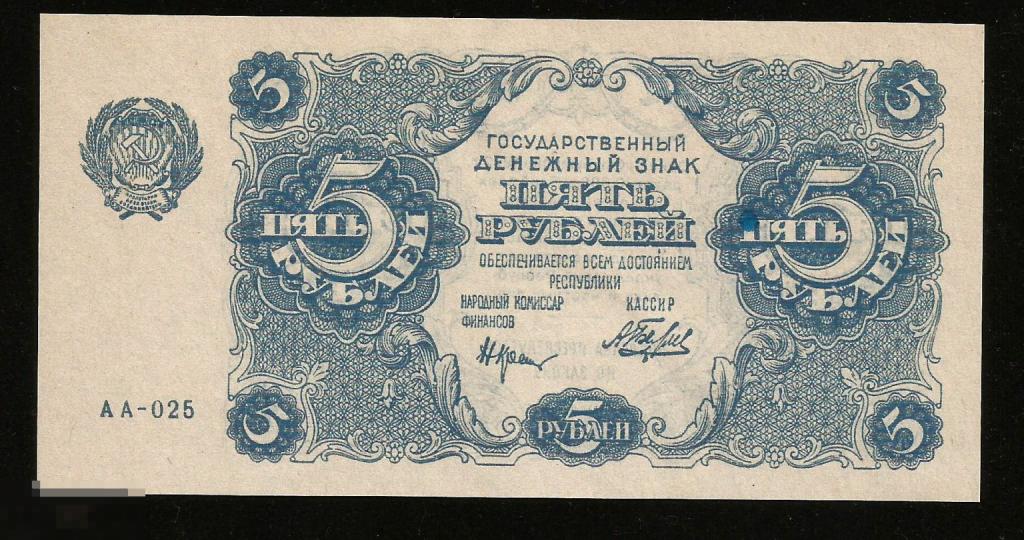 5
5
ГОСУДАРСТВЕННЫЙ
ДЕНЕЖНЫЙ ЗНАК
ПЯТЬ
РУБЛЕЙ
5
ПЯТЬ
РУБЛЕЙ
5
ПЯТЬ
РУБЛЕЙ
ОБЕСПЕЧИВАЕТСЯ ВСЕМ ДОСТОЯНИЕМ
РЕСПУБЛИКИ
НАРОДНЫЙ КОМИССАР
ФИНАНСОВ
КАССИР
АА-025
5
5
РУБЛЕЙ
5